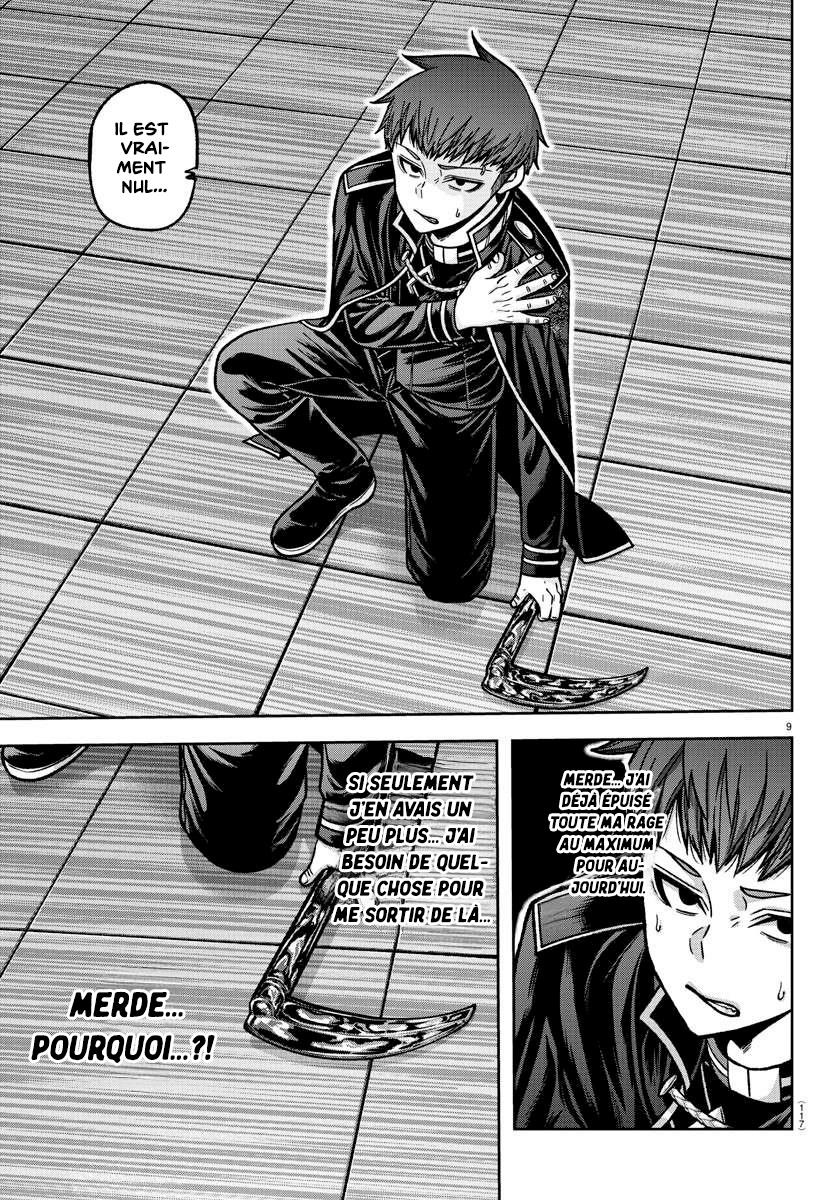 IL EST
VRAI-
MENT
NUL...
9
MERDE... J'AI
DÉJÀ ÉPUISÉ
TOUTE MA RAGE
AU MAXIMUM
POUR AU-
JOURD'HUI.
SI SEULEMENT
J'EN AVAIS UN
PEU PLUS... J'AI
BESOIN DE QUEL-
QUE CHOSE POUR
ME SORTIR DE LÀ...
MERDE...
POURQUOI...?!
(117)